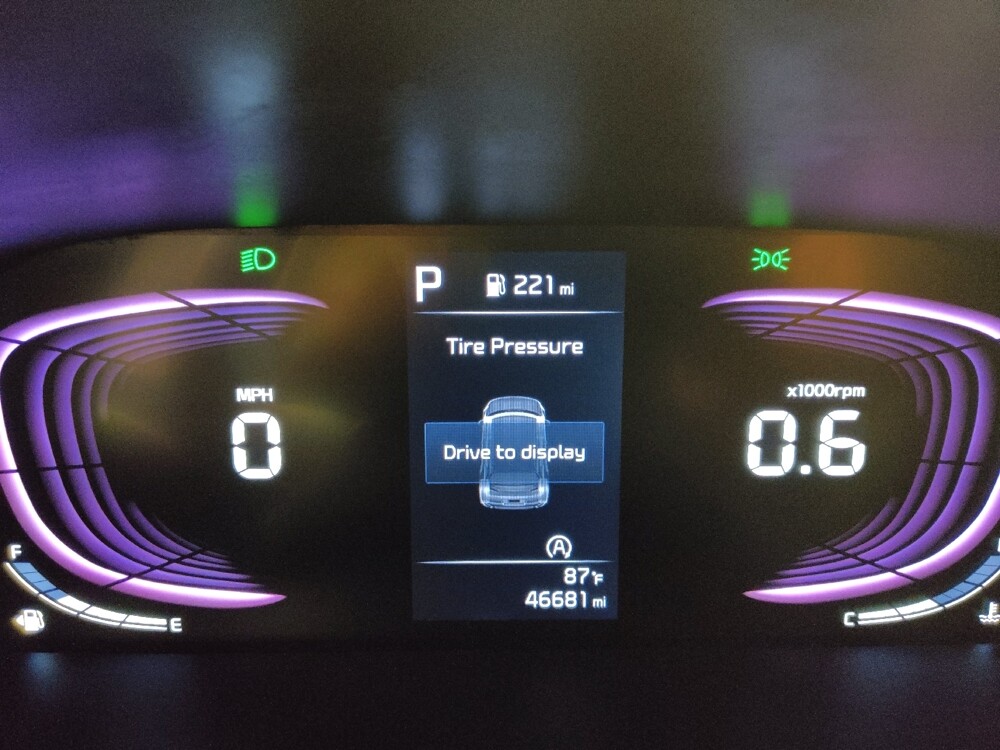 P 221 mi
Tire Pressure
MPH
0
x1000rpm
0.6
Drive to display
A
87°F
46681 mi
F
E
C